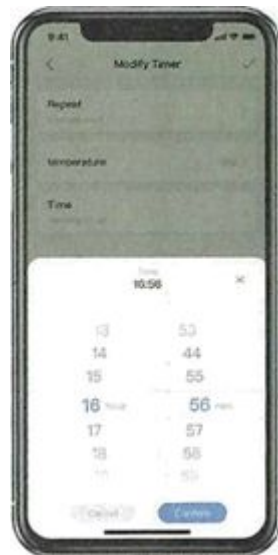 9:41
Modify Timer
Repeat
temperature
Time
Time
16:56
13 53
14 44
15 55
16 hour 56 min
17 57
18 58
Cancel Confirm